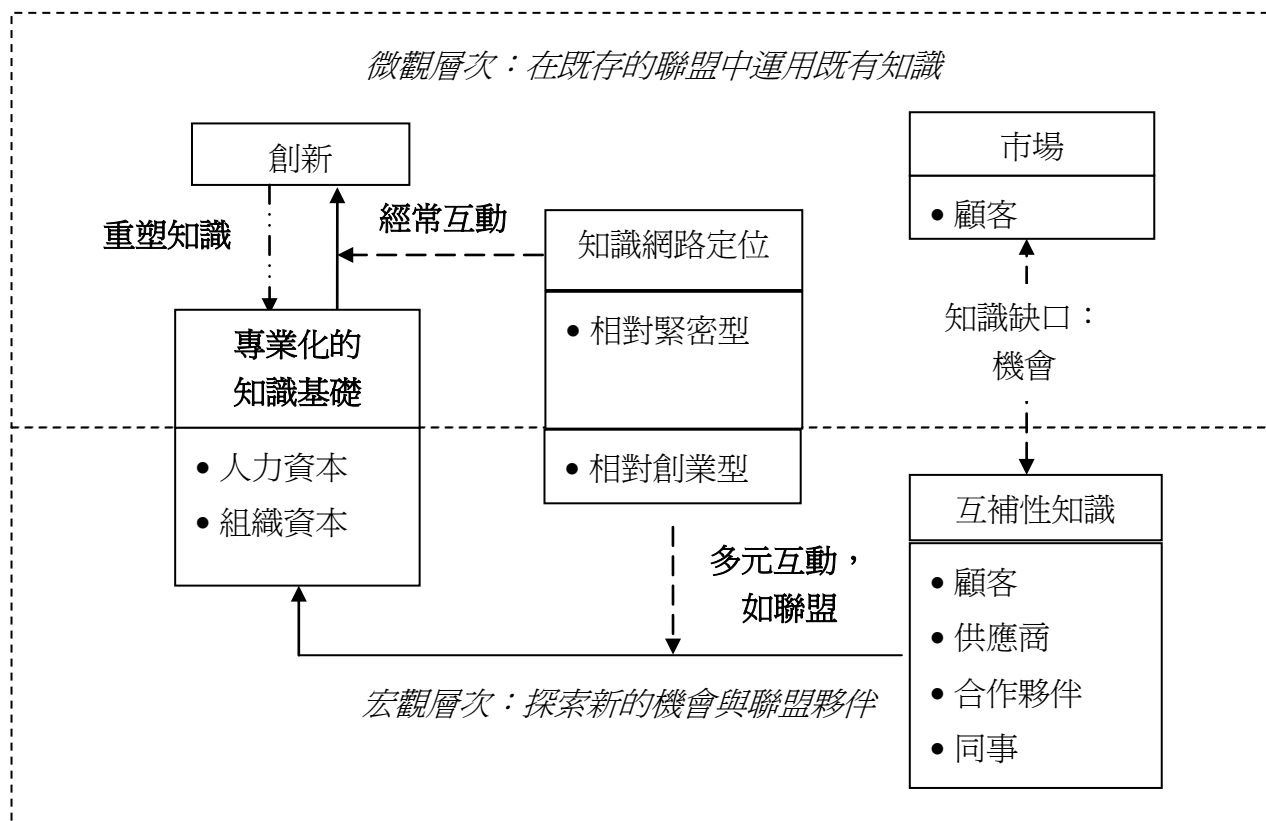 微觀層次：在既存的聯盟中運用既有知識
創新
市場
• 顧客
重塑知識
經常互動
知識網路定位
• 相對緊密型
知識缺口：
機會
專業化的
知識基礎
• 人力資本
• 組織資本
• 相對創業型
互補性知識
多元互動，
如聯盟
• 顧客
• 供應商
• 合作夥伴
• 同事
宏觀層次：探索新的機會與聯盟夥伴